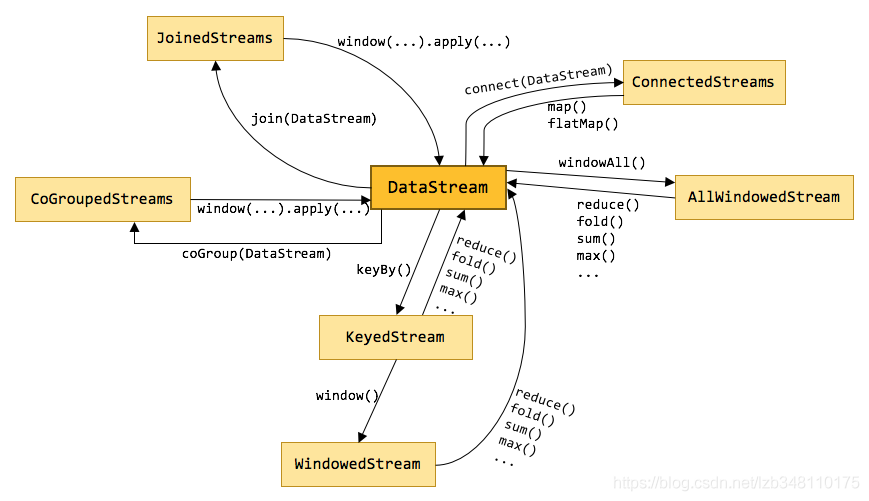 JoinedStreams
window(...).apply(...)
connect(DataStream)
ConnectedStreams
map()
flatMap()
join(DataStream)
windowAll()
DataStream
CoGroupedStreams
AllWindowedStream
window(...).apply(...)
reduce()
fold()
sum()
max()
...
coGroup(DataStream)
keyBy()
reduce()
fold()
sum()
max()
...
KeyedStream
window()
reduce()
fold()
sum()
max()
...
WindowedStream
https://blog.csdn.net/lzb348110175